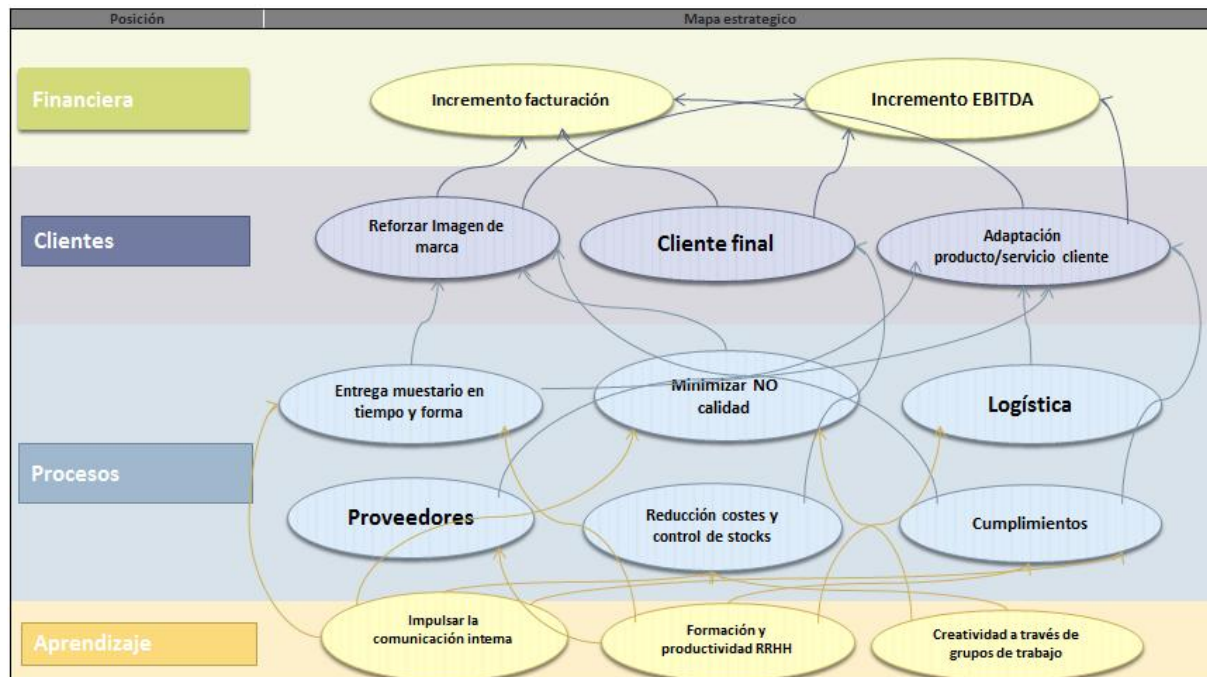 Posición
Mapa estrategico
Financiera
Incremento facturación
Incremento EBITDA
Clientes
Reforzar Imagen de
marca
Cliente final
Adaptación
producto/servicio cliente
Procesos
Entrega muestario en
tiempo y forma
Minimizar NO
calidad
Logística
Proveedores
Reducción costes y
control de stocks
Cumplimientos
Aprendizaje
Impulsar la
comunicación interna
Formación y
productividad RRHH
Creatividad a través de
grupos de trabajo